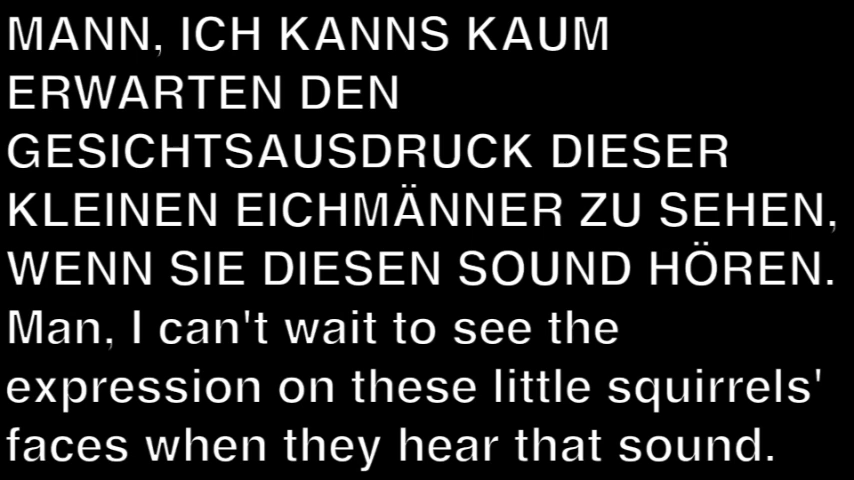 MANN, ICH KANNS KAUM
ERWARTEN DEN
GESICHTSAUSDRUCK DIESER
KLEINEN EICHMÄNNER ZU SEHEN,
WENN SIE DIESEN SOUND HÖREN.
Man, I can't wait to see the
expression on these little squirrels'
faces when they hear that sound.